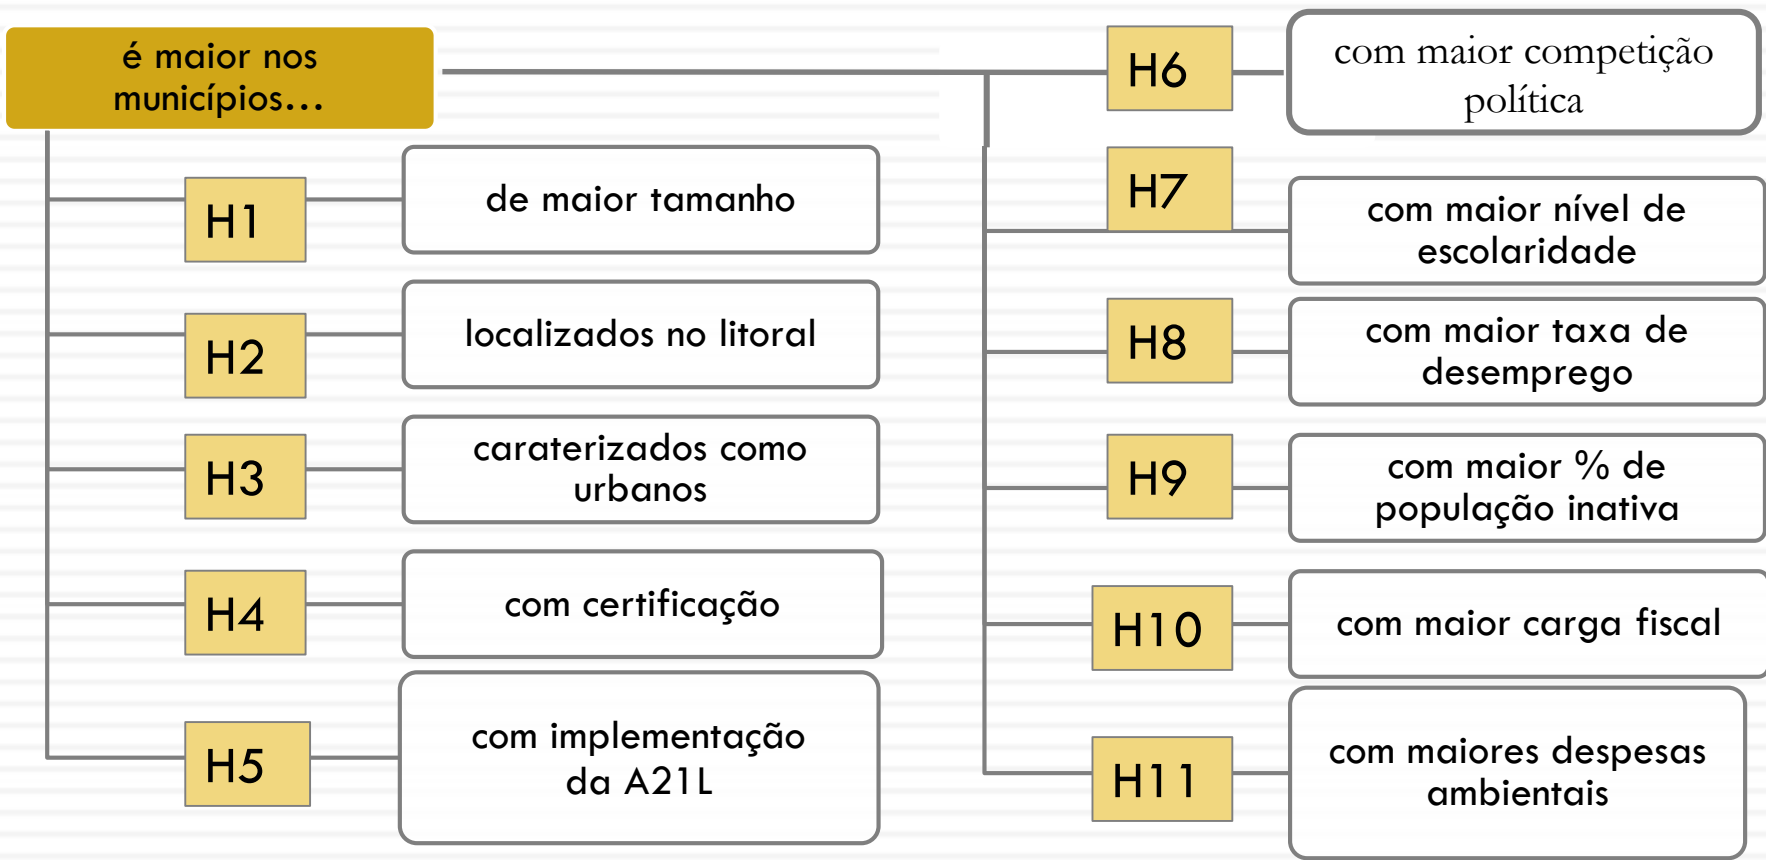 é maior nos
municípios...
H1
de maior tamanho
H2
localizados no litoral
H3
caraterizados como
urbanos
H4
com certificação
H5
com implementação
da A21L
H6
com maior competição
política
H7
com maior nível de
escolaridade
H8
com maior taxa de
desemprego
H9
com maior % de
população inativa
H10
com maior carga fiscal
H11
com maiores despesas
ambientais